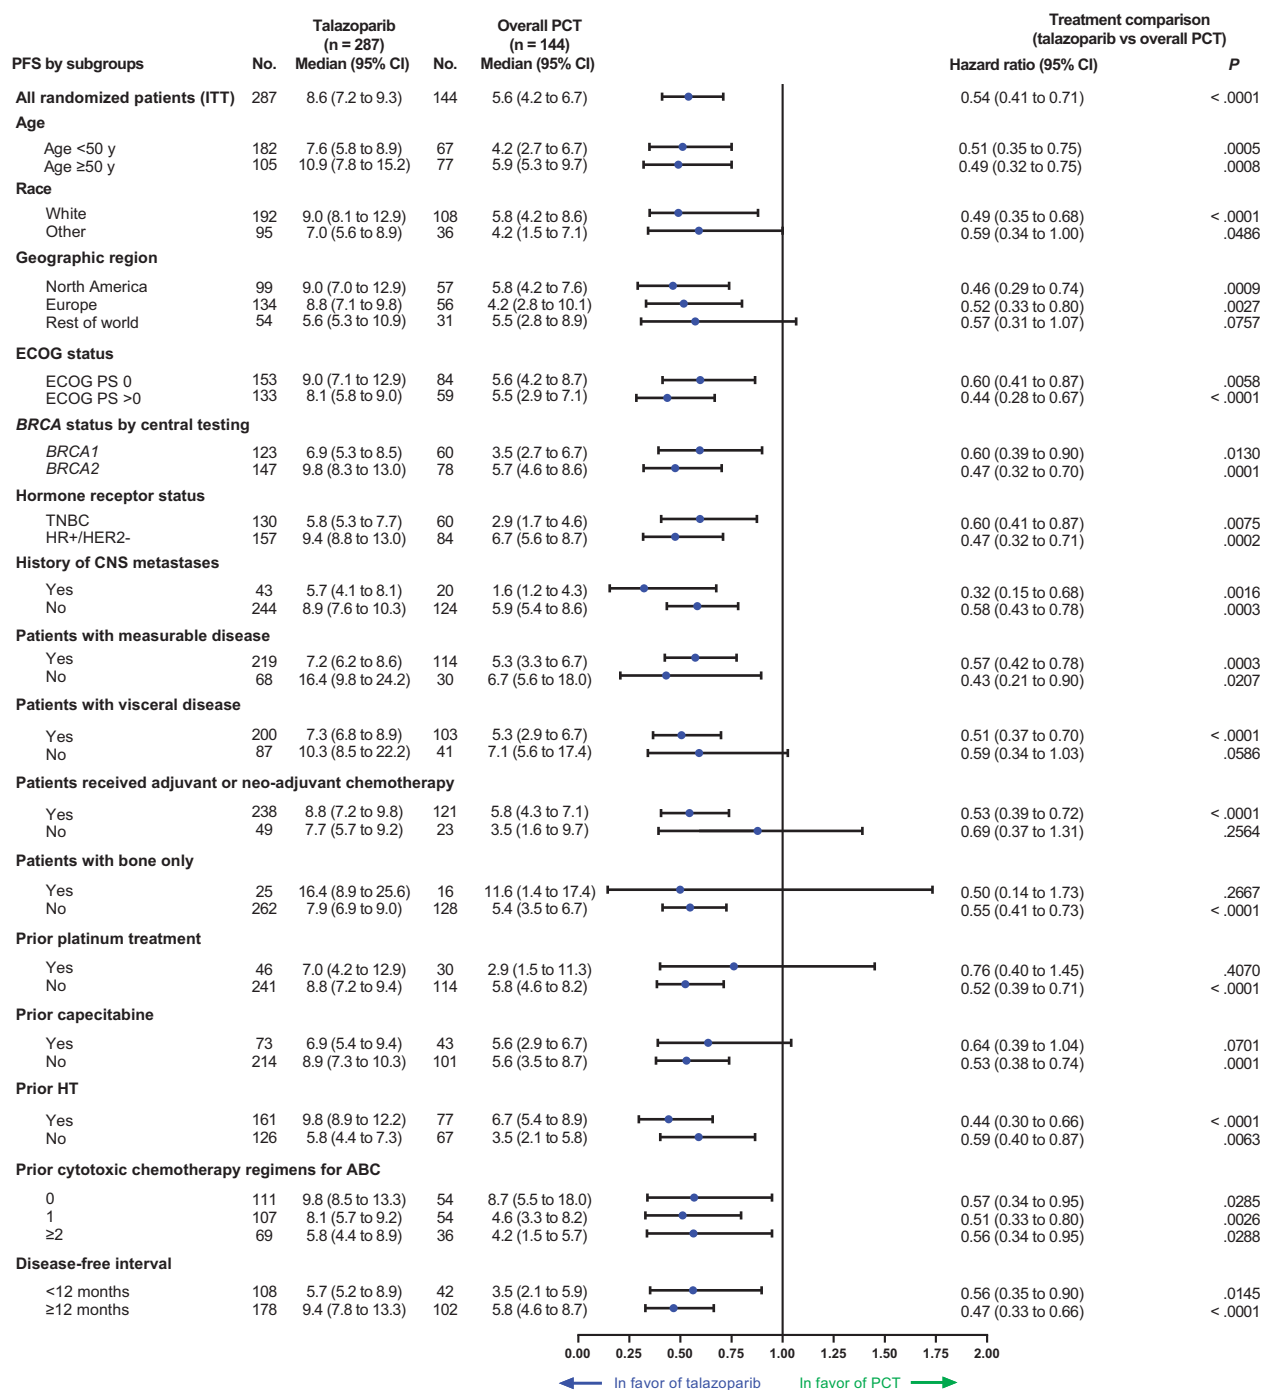 Talazoparib Overall PCT Treatment comparison
(n = 287) (n = 144) (talazoparib vs overall PCT)
PFS by subgroups No. Median (95% CI) No. Median (95% CI) Hazard ratio (95% CI) P
All randomized patients (ITT) 287 8.6 (7.2 to 9.3) 144 5.6 (4.2 to 6.7) 0.54 (0.41 to 0.71) < .0001
Age
Age <50 y 182 7.6 (5.8 to 8.9) 67 4.2 (2.7 to 6.7) 0.51 (0.35 to 0.75) .0005
Age ≥50 y 105 10.9 (7.8 to 15.2) 77 5.9 (5.3 to 9.7) 0.49 (0.32 to 0.75) .0008
Race
White 192 9.0 (8.1 to 12.9) 108 5.8 (4.2 to 8.6) 0.49 (0.35 to 0.68) < .0001
Other 95 7.0 (5.6 to 8.9) 36 4.2 (1.5 to 7.1) 0.59 (0.34 to 1.00) .0486
Geographic region
North America 99 9.0 (7.0 to 12.9) 57 5.8 (4.2 to 7.6) 0.46 (0.29 to 0.74) .0009
Europe 134 8.8 (7.1 to 9.8) 56 4.2 (2.8 to 10.1) 0.52 (0.33 to 0.80) .0027
Rest of world 54 5.6 (5.3 to 10.9) 31 5.5 (2.8 to 8.9) 0.57 (0.31 to 1.07) .0757
ECOG status
ECOG PS 0 153 9.0 (7.1 to 12.9) 84 5.6 (4.2 to 8.7) 0.60 (0.41 to 0.87) .0058
ECOG PS >0 133 8.1 (5.8 to 9.0) 59 5.5 (2.9 to 7.1) 0.44 (0.28 to 0.67) < .0001
BRCA status by central testing
BRCA1 123 6.9 (5.3 to 8.5) 60 3.5 (2.7 to 6.7) 0.60 (0.39 to 0.90) .0130
BRCA2 147 9.8 (8.3 to 13.0) 78 5.7 (4.6 to 8.6) 0.47 (0.32 to 0.70) .0001
Hormone receptor status
TNBC 130 5.8 (5.3 to 7.7) 60 2.9 (1.7 to 4.6) 0.60 (0.41 to 0.87) .0075
HR+/HER2- 157 9.4 (8.8 to 13.0) 84 6.7 (5.6 to 8.7) 0.47 (0.32 to 0.71) .0002
History of CNS metastases
Yes 43 5.7 (4.1 to 8.1) 20 1.6 (1.2 to 4.3) 0.32 (0.15 to 0.68) .0016
No 244 8.9 (7.6 to 10.3) 124 5.9 (5.4 to 8.6) 0.58 (0.43 to 0.78) .0003
Patients with measurable disease
Yes 219 7.2 (6.2 to 8.6) 114 5.3 (3.3 to 6.7) 0.57 (0.42 to 0.78) .0003
No 68 16.4 (9.8 to 24.2) 30 6.7 (5.6 to 18.0) 0.43 (0.21 to 0.90) .0207
Patients with visceral disease
Yes 200 7.3 (6.8 to 8.9) 103 5.3 (2.9 to 6.7) 0.51 (0.37 to 0.70) < .0001
No 87 10.3 (8.5 to 22.2) 41 7.1 (5.6 to 17.4) 0.59 (0.34 to 1.03) .0586
Patients received adjuvant or neo-adjuvant chemotherapy
Yes 238 8.8 (7.2 to 9.8) 121 5.8 (4.3 to 7.1) 0.53 (0.39 to 0.72) < .0001
No 49 7.7 (5.7 to 9.2) 23 3.5 (1.6 to 9.7) 0.69 (0.37 to 1.31) .2564
Patients with bone only
Yes 25 16.4 (8.9 to 25.6) 16 11.6 (1.4 to 17.4) 0.50 (0.14 to 1.73) .2667
No 262 7.9 (6.9 to 9.0) 128 5.4 (3.5 to 6.7) 0.55 (0.41 to 0.73) < .0001
Prior platinum treatment
Yes 46 7.0 (4.2 to 12.9) 30 2.9 (1.5 to 11.3) 0.76 (0.40 to 1.45) .4070
No 241 8.8 (7.2 to 9.4) 114 5.8 (4.6 to 8.2) 0.52 (0.39 to 0.71) < .0001
Prior capecitabine
Yes 73 6.9 (5.4 to 9.4) 43 5.6 (2.9 to 6.7) 0.64 (0.39 to 1.04) .0701
No 214 8.9 (7.3 to 10.3) 101 5.6 (3.5 to 8.7) 0.53 (0.38 to 0.74) .0001
Prior HT
Yes 161 9.8 (8.9 to 12.2) 77 6.7 (5.4 to 8.9) 0.44 (0.30 to 0.66) < .0001
No 126 5.8 (4.4 to 7.3) 67 3.5 (2.1 to 5.8) 0.59 (0.40 to 0.87) .0063
Prior cytotoxic chemotherapy regimens for ABC
0 111 9.8 (8.5 to 13.3) 54 8.7 (5.5 to 18.0) 0.57 (0.34 to 0.95) .0285
1 107 8.1 (5.7 to 9.2) 54 4.6 (3.3 to 8.2) 0.51 (0.33 to 0.80) .0026
≥2 69 5.8 (4.4 to 8.9) 36 4.2 (1.5 to 5.7) 0.56 (0.34 to 0.95) .0288
Disease-free interval
<12 months 108 5.7 (5.2 to 8.9) 42 3.5 (2.1 to 5.9) 0.56 (0.35 to 0.90) .0145
≥12 months 178 9.4 (7.8 to 13.3) 102 5.8 (4.6 to 8.7) 0.47 (0.33 to 0.66) < .0001
0.00 0.25 0.50 0.75 1.00 1.25 1.50 1.75 2.00
In favor of talazoparib In favor of PCT